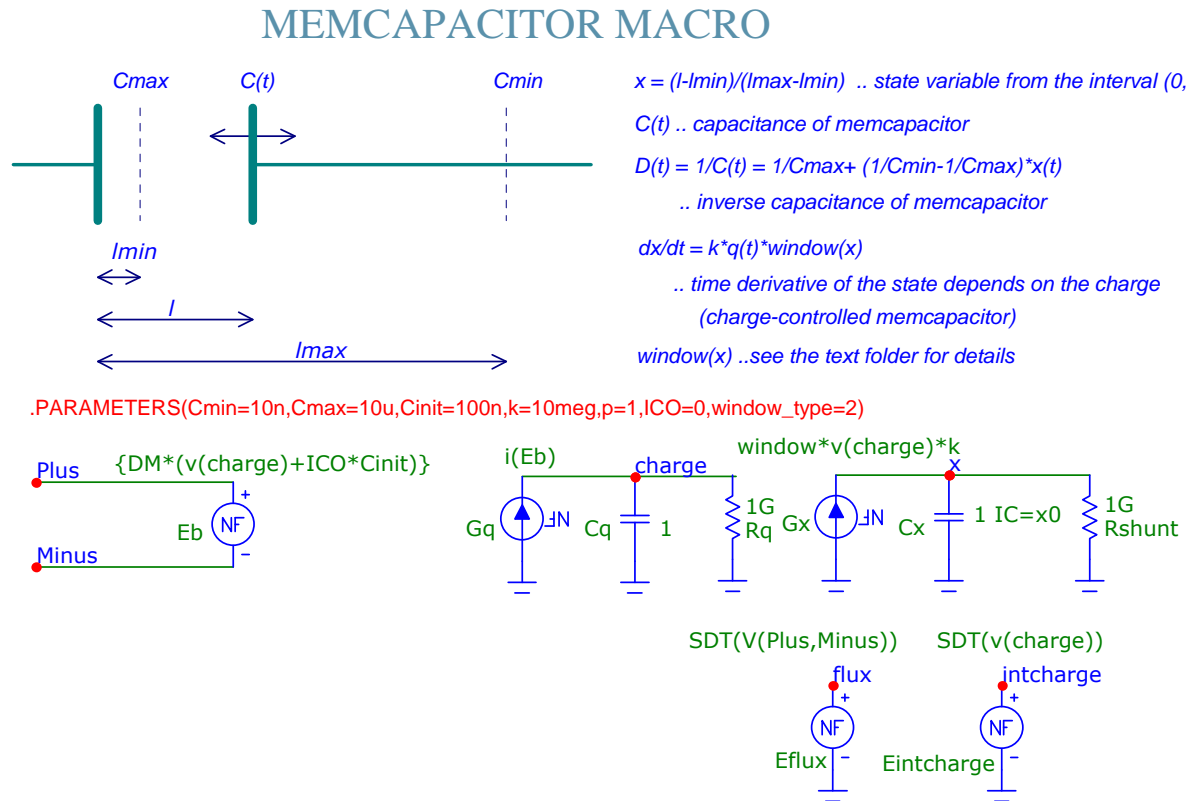 MEMCAPACITOR MACRO
Cmax C(t) Cmin
x = (l-lmin)/(lmax-lmin) .. state variable from the interval (0,
C(t) .. capacitance of memcapacitor
D(t) = 1/C(t) = 1/Cmax+ (1/Cmin-1/Cmax)*x(t)
.. inverse capacitance of memcapacitor
lmin
dx/dt = k*q(t)*window(x)
.. time derivative of the state depends on the charge
l
(charge-controlled memcapacitor)
lmax
window(x) ..see the text folder for details
.PARAMETERS(Cmin=10n,Cmax=10u,Cinit=100n,k=10meg,p=1,ICO=0,window_type=2)
Plus {DM*(v(charge)+ICO*Cinit)}
+
Eb NF
-
Minus
i(Eb)
charge
Gq NF Cq 1
1G
Rq
window*v(charge)*k
x
Gx NF Cx 1 IC=x0
1G
Rshunt
SDT(V(Plus,Minus))
flux
+
NF
-
Eflux
SDT(v(charge))
intcharge
+
NF
-
Eintcharge